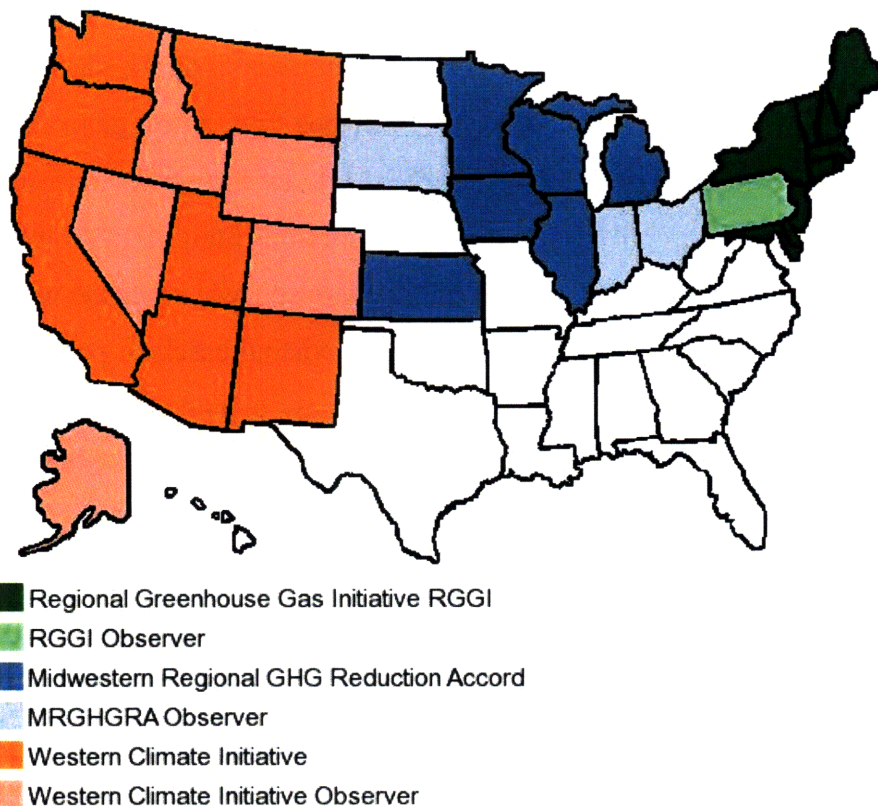 Regional Greenhouse Gas Initiative RGGI
RGGI Observer
Midwestern Regional GHG Reduction Accord
MRGHGRA Observer
Western Climate Initiative
Western Climate Initiative Observer